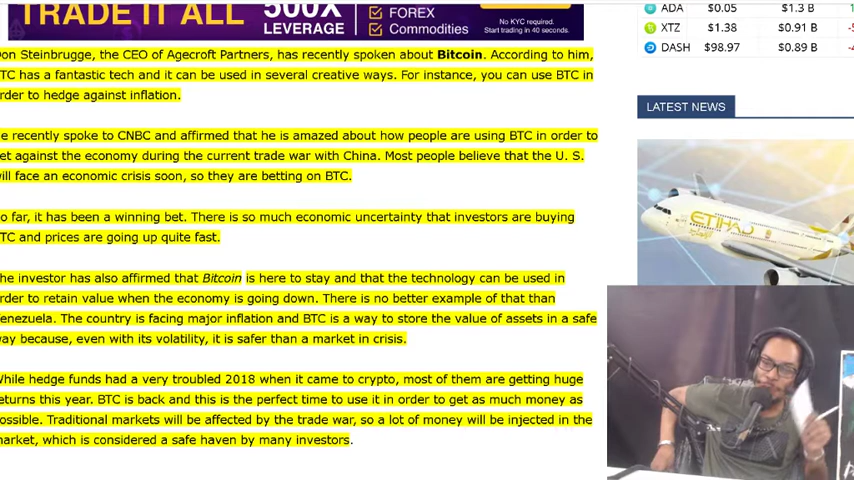 TRADE IT ALL
500X
LEVERAGE
FOREX
Commodities
No KYC required.
Start trading in 40 seconds.
on Steinbrugge, the CEO of Agecroft Partners, has recently spoken about Bitcoin. According to him,
TC has a fantastic tech and it can be used in several creative ways. For instance, you can use BTC in
rder to hedge against inflation.
e recently spoke to CNBC and affirmed that he is amazed about how people are using BTC in order to
et against the economy during the current trade war with China. Most people believe that the U. S.
ill face an economic crisis soon, so they are betting on BTC.
o far, it has been a winning bet. There is so much economic uncertainty that investors are buying
TC and prices are going up quite fast.
he investor has also affirmed that Bitcoin is here to stay and that the technology can be used in
rder to retain value when the economy is going down. There is no better example of that than
enezuela. The country is facing major inflation and BTC is a way to store the value of assets in a safe
ay because, even with its volatility, it is safer than a market in crisis.
While hedge funds had a very troubled 2018 when it came to crypto, most of them are getting huge
eturns this year. BTC is back and this is the perfect time to use it in order to get as much money as
ossible. Traditional markets will be affected by the trade war, so a lot of money will be injected in the
market, which is considered a safe haven by many investors.
ADA $0.05 $1.3 B
XTZ $1.38 $0.91 B
DASH $98.97 $0.89 B
LATEST NEWS
ETIHAD